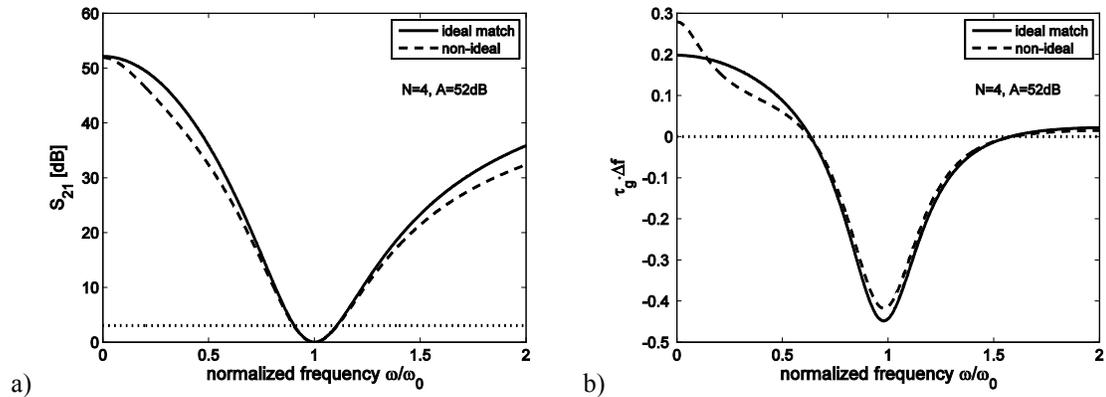 60
50
40
30
20
10
0
S21 [dB]
0 0.5 1 1.5 2
normalized frequency ω/ω0
ideal match
non-ideal
N=4, A=52dB
a)
0.3
0.2
0.1
0
-0.1
-0.2
-0.3
-0.4
-0.5
τg·Δf
0 0.5 1 1.5 2
normalized frequency ω/ω0
ideal match
non-ideal
N=4, A=52dB
b)